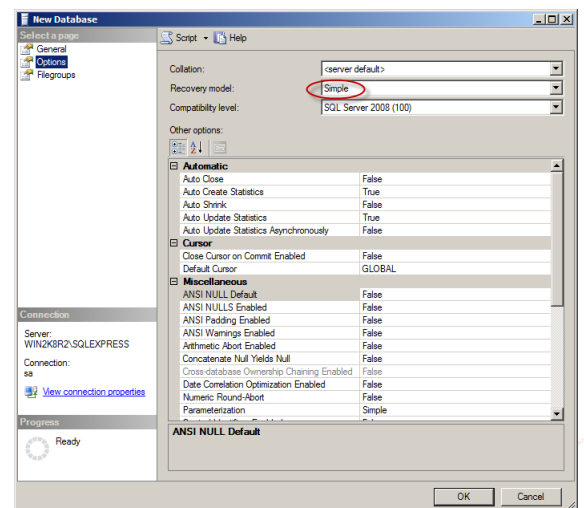 New Database
Select a page
General
Options
Filegroups
Script Help
Collation: <server default>
Recovery model: Simple
Compatibility level: SQL Server 2008 (100)
Other options:
Automatic
Auto Close False
Auto Create Statistics True
Auto Shrink False
Auto Update Statistics True
Auto Update Statistics Asynchronously False
Cursor
Close Cursor on Commit Enabled False
Default Cursor GLOBAL
Miscellaneous
ANSI NULL Default False
ANSI NULLS Enabled False
ANSI Padding Enabled False
ANSI Warnings Enabled False
Arithmetic Abort Enabled False
Concatenate Null Yields Null False
Cross-database Ownership Chaining Enabled False
Date Correlation Optimization Enabled False
Numeric Round-Abort False
Parameterization Simple
ANSI NULL Default
Connection
Server:
WIN2K8R2\SQLEXPRESS
Connection:
sa
View connection properties
Progress
Ready
OK Cancel